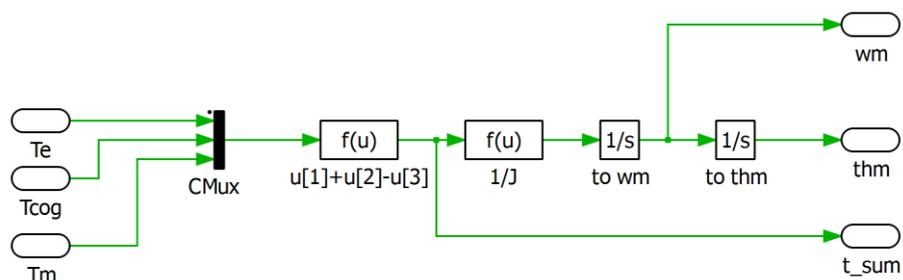 wm
Te
f(u)
f(u)
1/s
1/s
CMux
u[1]+u[2]-u[3]
1/J
to wm
to thm
thm
Tcog
Tm
t_sum